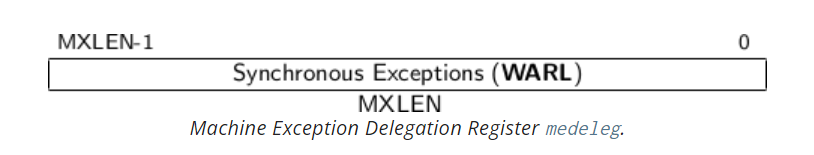 MXLEN-1 0
Synchronous Exceptions (WARL)
MXLEN
Machine Exception Delegation Register medeleg.